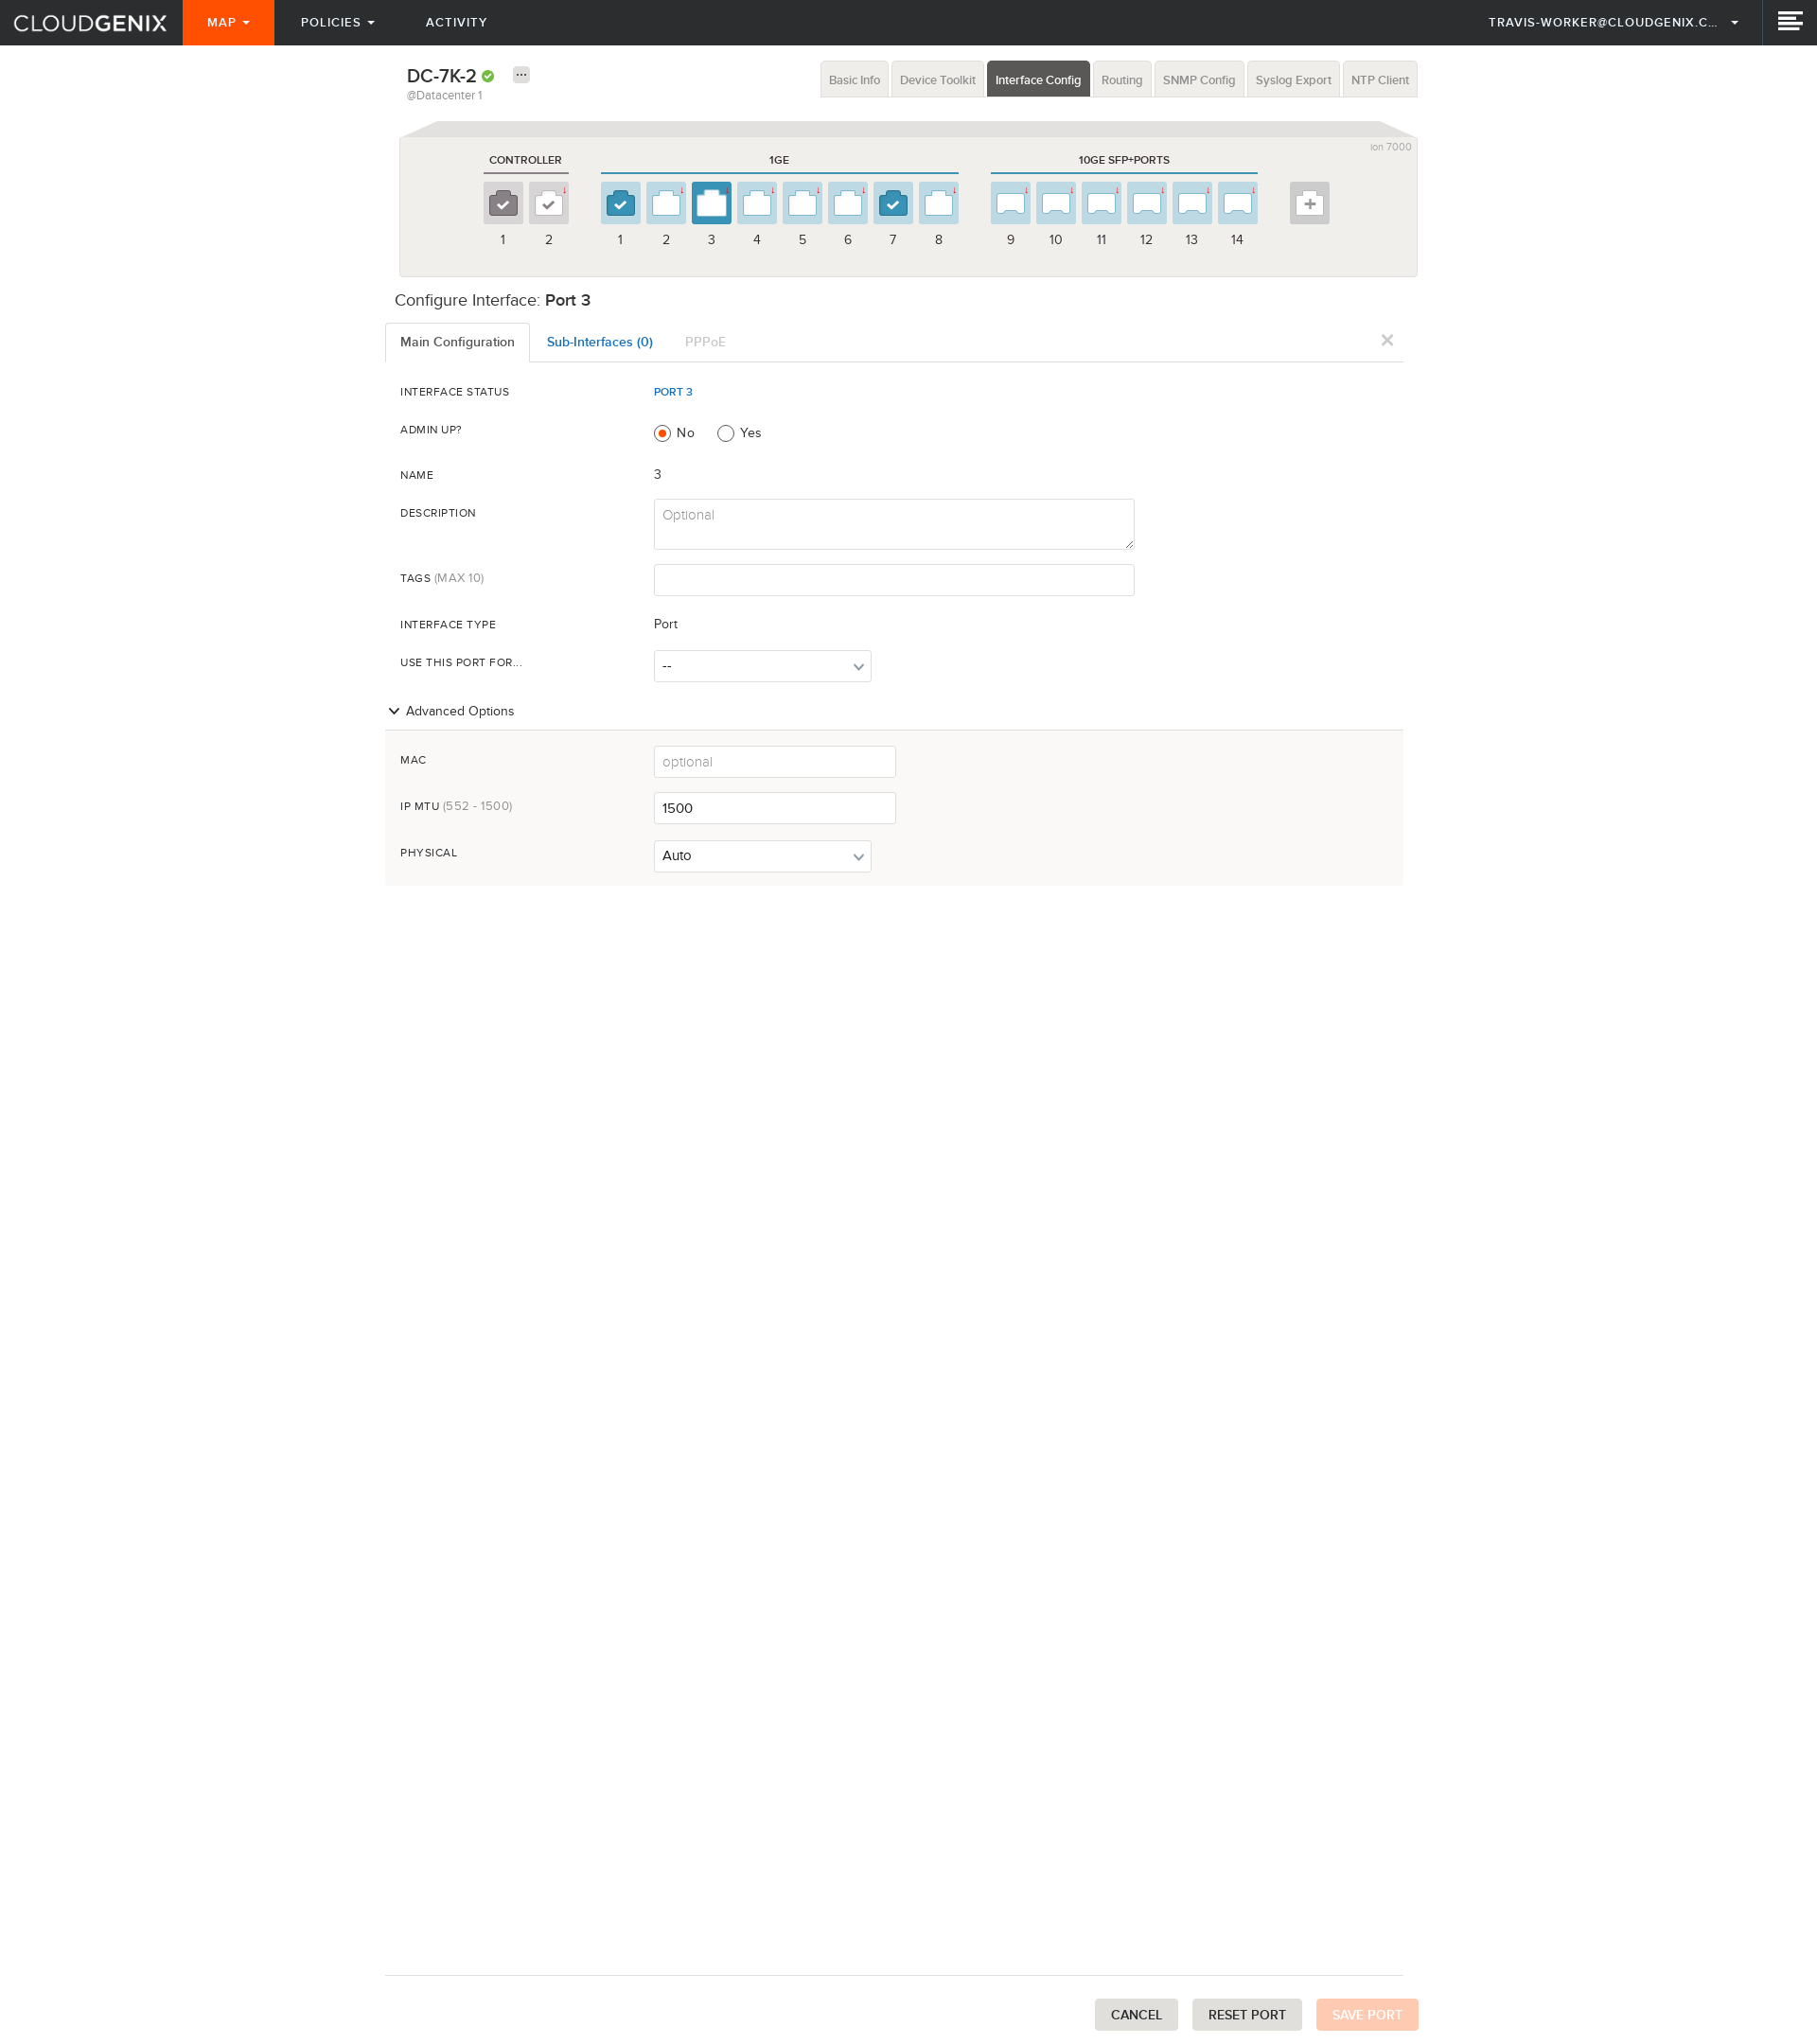 CLOUDGENIX MAP POLICIES ACTIVITY TRAVIS-WORKER@CLOUDGENIX.C...
DC-7K-2
@Datacenter 1
Basic Info Device Toolkit Interface Config Routing SNMP Config Syslog Export NTP Client
ion 7000
CONTROLLER 1GE 10GE SFP+PORTS
1 2 1 2 3 4 5 6 7 8 9 10 11 12 13 14
Configure Interface: Port 3
Main Configuration Sub-Interfaces (0) PPPoE
INTERFACE STATUS PORT 3
ADMIN UP? No Yes
NAME 3
DESCRIPTION Optional
TAGS (MAX 10)
INTERFACE TYPE Port
USE THIS PORT FOR... --
Advanced Options
MAC optional
IP MTU (552 - 1500) 1500
PHYSICAL Auto
CANCEL RESET PORT SAVE PORT